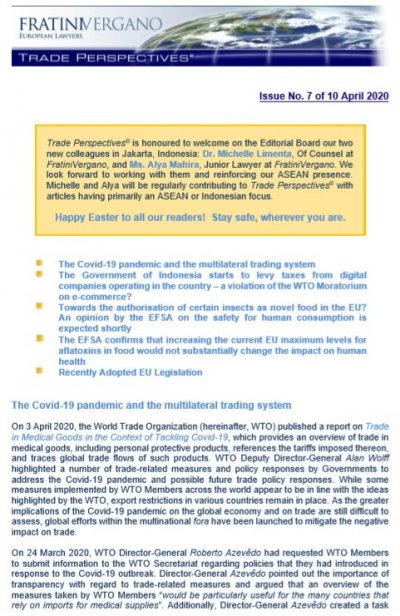 FRATINIVERGANO
EUROPEAN LAWYERS
TRADE PERSPECTIVES®
Issue No. 7 of 10 April 2020
Trade Perspectives® is honoured to welcome on the Editorial Board our two
new colleagues in Jakarta, Indonesia: Dr. Michelle Limenta, Of Counsel at
FratiniVergano, and Ms. Alya Mahira, Junior Lawyer at FratiniVergano. We
look forward to working with them and reinforcing our ASEAN presence.
Michelle and Alya will be regularly contributing to Trade Perspectives® with
articles having primarily an ASEAN or Indonesian focus.
Happy Easter to all our readers! Stay safe, wherever you are.
The Covid-19 pandemic and the multilateral trading system
The Government of Indonesia starts to levy taxes from digital
companies operating in the country – a violation of the WTO Moratorium
on e-commerce?
Towards the authorisation of certain insects as novel food in the EU?
An opinion by the EFSA on the safety for human consumption is
expected shortly
The EFSA confirms that increasing the current EU maximum levels for
aflatoxins in food would not substantially change the impact on human
health
Recently Adopted EU Legislation
The Covid-19 pandemic and the multilateral trading system
On 3 April 2020, the World Trade Organization (hereinafter, WTO) published a report on Trade
in Medical Goods in the Context of Tackling Covid-19, which provides an overview of trade in
medical goods, including personal protective products, references the tariffs imposed thereon,
and traces global trade flows of such products. WTO Deputy Director-General Alan Wolff
highlighted a number of trade-related measures and policy responses by Governments to
address the Covid-19 pandemic and possible future trade policy responses. While some
measures implemented by WTO Members across the world appear to be in line with the ideas
highlighted by the WTO, export restrictions in various countries remain in place. As the greater
implications of the Covid-19 pandemic on the global economy and on trade are still difficult to
assess, global efforts within the multinational fora have been launched to mitigate the negative
impact on trade.
On 24 March 2020, WTO Director-General Roberto Azevêdo had requested WTO Members
to submit information to the WTO Secretariat regarding policies that they had introduced in
response to the Covid-19 outbreak. Director-General Azevêdo pointed out the importance of
transparency with regard to trade-related measures and argued that an overview of the
measures taken by WTO Members “would be particularly useful for the many countries that
rely on imports for medical supplies”. Additionally, Director-General Azevêdo created a task